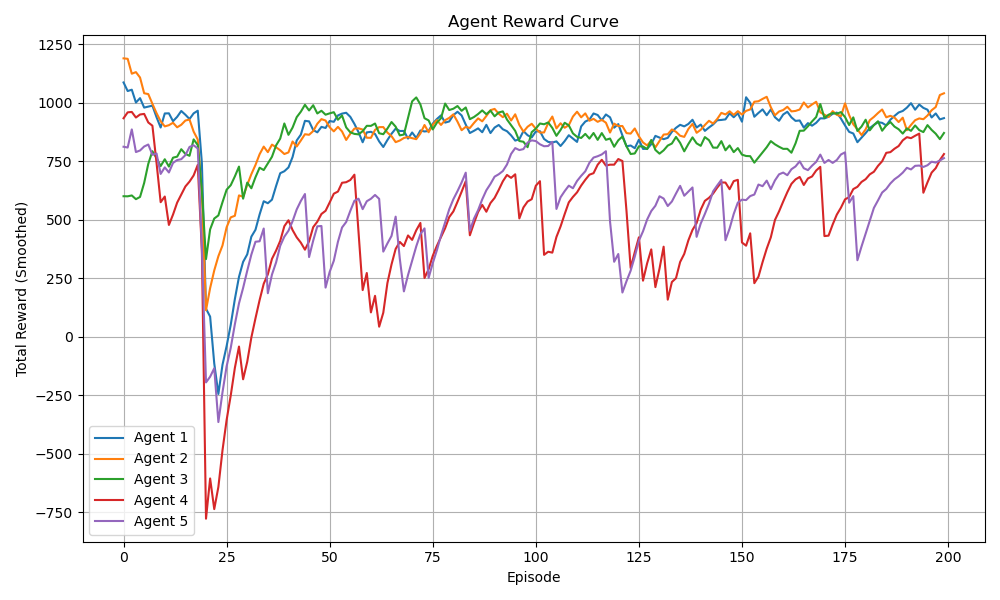 Agent Reward Curve
Total Reward (Smoothed)
1250
1000
750
500
250
0
−250
−500
−750
Agent 1
Agent 2
Agent 3
Agent 4
Agent 5
0 25 50 75 100 125 150 175 200
Episode